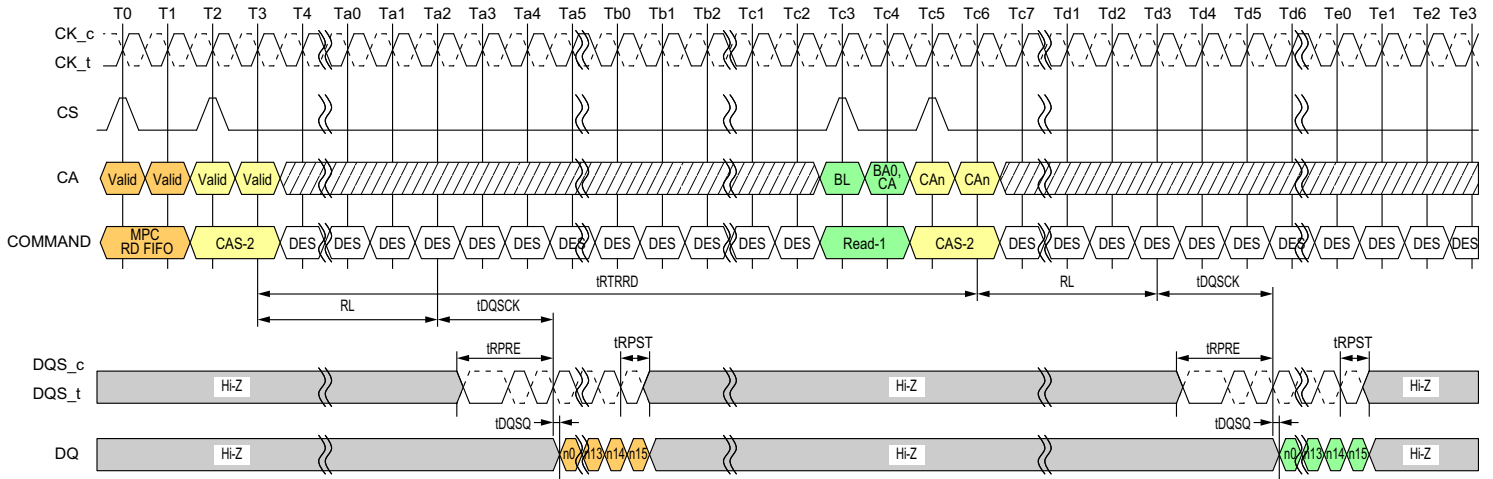 T0 T1 T2 T3 T4 Ta0 Ta1 Ta2 Ta3 Ta4 Ta5 Tb0 Tb1 Tb2 Tc1 Tc2 Tc3 Tc4 Tc5 Tc6 Tc7 Td1 Td2 Td3 Td4 Td5 Td6 Te0 Te1 Te2 Te3
CK_c
CK_t
CS
CA Valid Valid Valid Valid BL BA0, CA CAn CAn
COMMAND MPC RD FIFO CAS-2 DES DES DES DES DES DES DES DES DES DES DES DES Read-1 CAS-2 DES DES DES DES DES DES DES DES DES DES DES
tRTRRD
RL tDQSCK RL tDQSCK
tRPRE tRPST tRPRE tRPST
DQS_c
DQS_t Hi-Z Hi-Z Hi-Z
tDQSQ tDQSQ
DQ Hi-Z n0 n13 n14 n15 Hi-Z n0 n13 n14 n15 Hi-Z